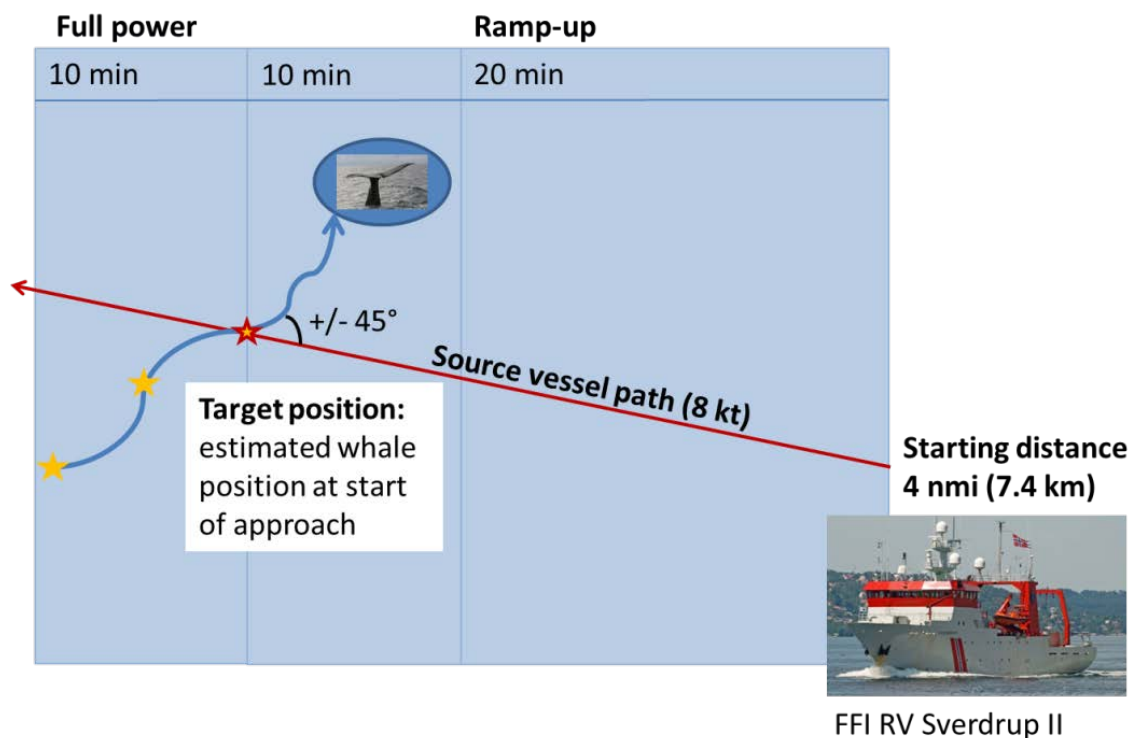 Full power
Ramp-up
10 min
10 min
20 min
+/- 45°
Source vessel path (8 kt)
Target position:
estimated whale
position at start
of approach
Starting distance
4 nmi (7.4 km)
FFI RV Sverdrup II